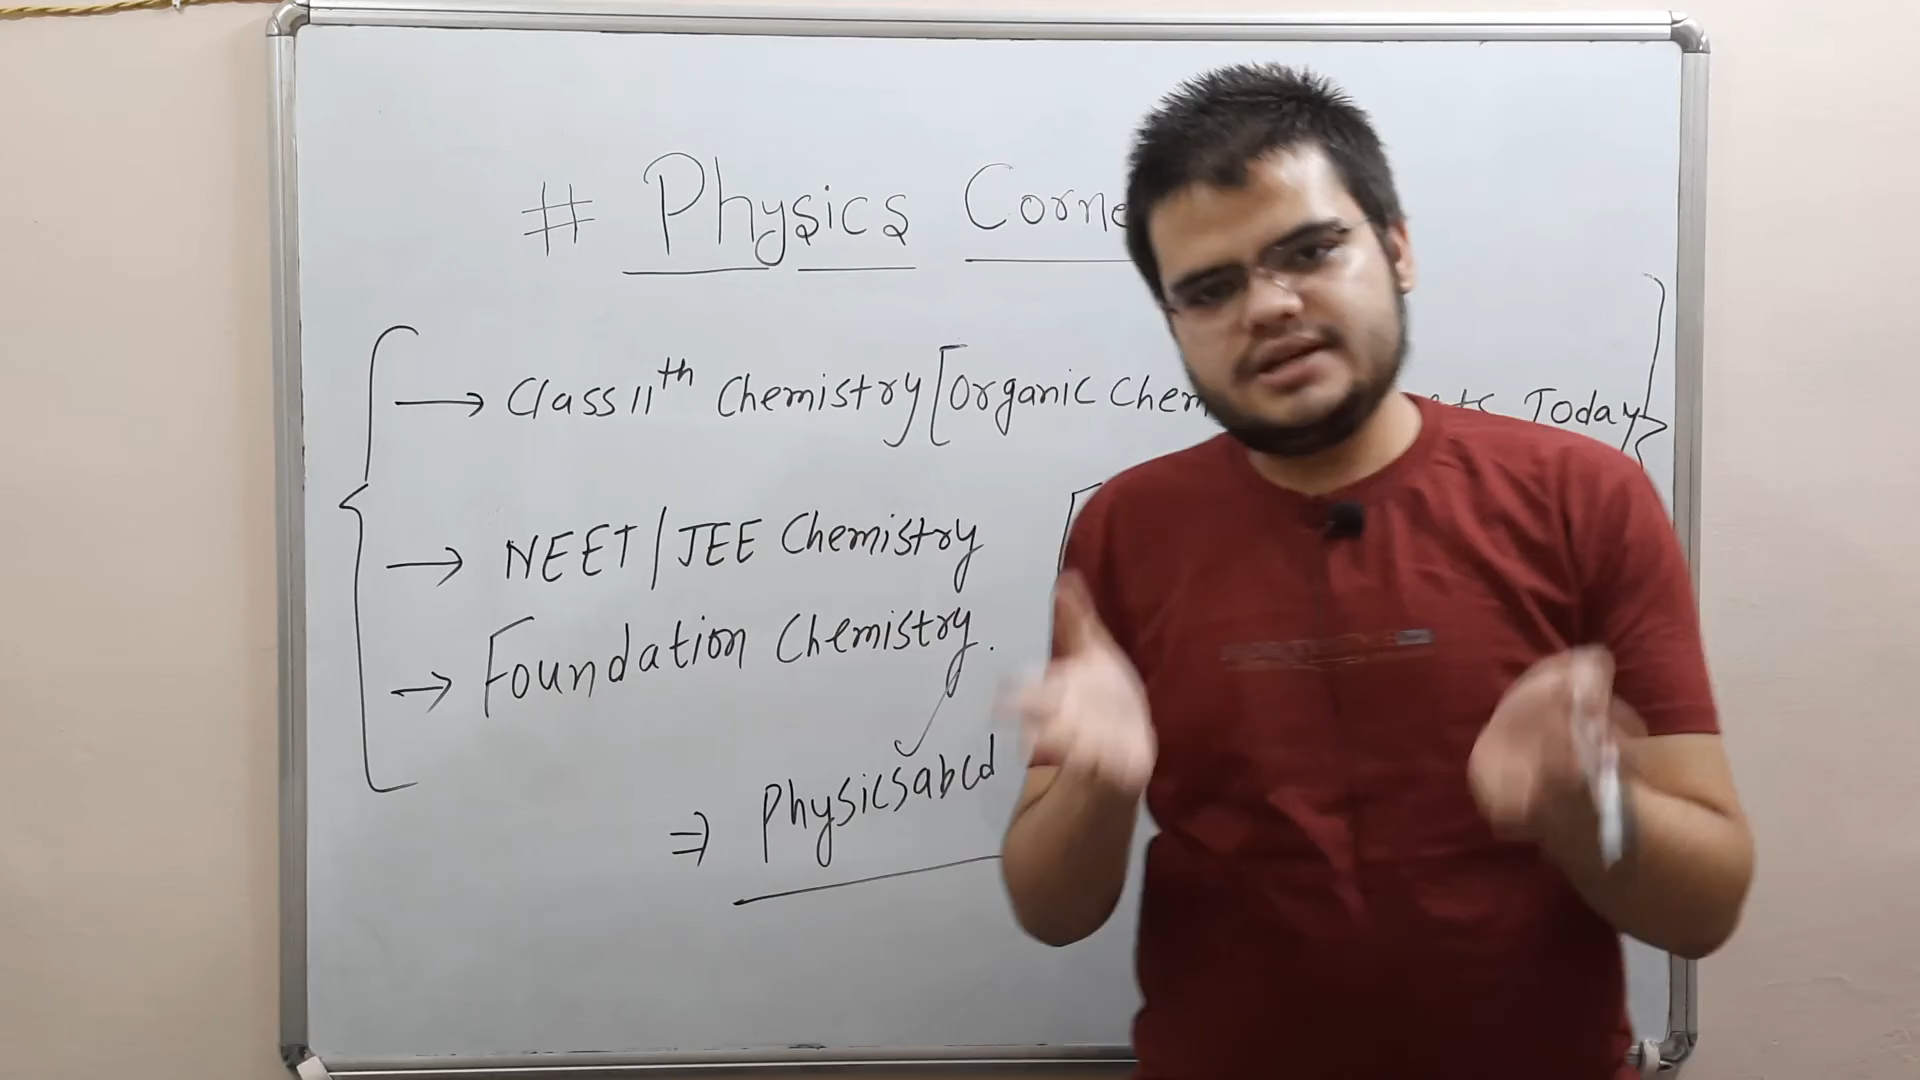 # Physics Corne
Class 11th Chemistry [Organic Chem Today
NEET/JEE Chemistry [
Foundation Chemistry.
⇒ Physicsabcd